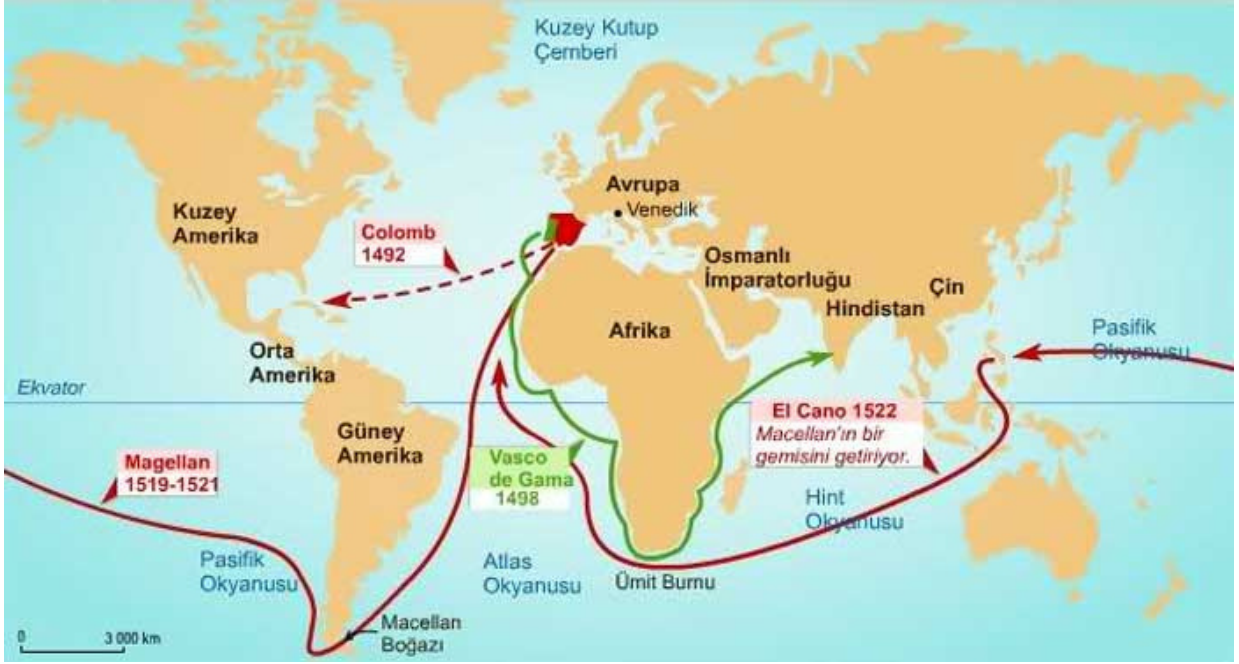 Kuzey Kutup
Çemberi
Avrupa
Venedik
Kuzey
Amerika
Colomb
1492
Osmanlı
İmparatorluğu
Çin
Hindistan
Afrika
Pasifik
Okyanusu
Orta
Amerika
Ekvator
El Cano 1522
Macellan'ın bir
gemisini getiriyor.
Güney
Amerika
Magellan
1519-1521
Vasco
de Gama
1498
Hint
Okyanusu
Pasifik
Okyanusu
Atlas
Okyanusu
Ümit Burnu
Macellan
Boğazı
0 3 000 km